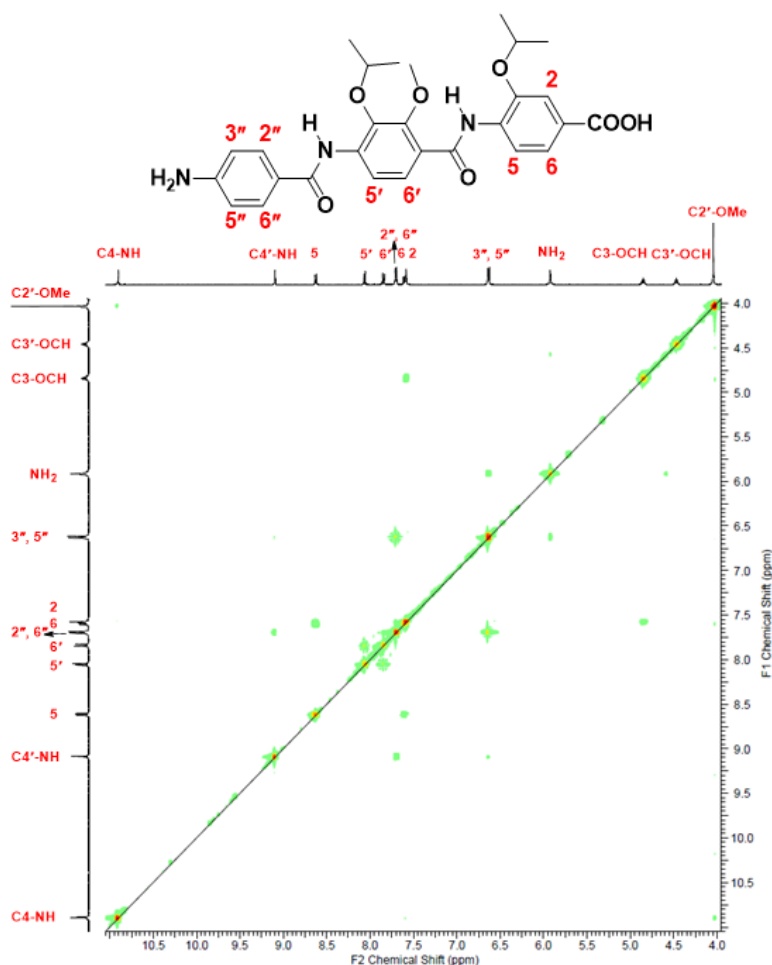 O O O 2
H H
3″ 2″ N N COOH
H₂N 5″ 6″ O 5′ 6′ O 5 6
C2′-OMe
2″, 6″
C4-NH C4′-NH 5 5′ 6′ 6 2 3″, 5″ NH₂ C3-OCH C3′-OCH
C2′-OMe
C3′-OCH
C3-OCH
NH₂
3″, 5″
2
6
2″, 6″
6′
5′
5
C4′-NH
C4-NH
4.0
4.5
5.0
5.5
6.0
6.5
7.0
7.5
8.0
8.5
9.0
9.5
10.0
10.5
F1 Chemical Shift (ppm)
10.5 10.0 9.5 9.0 8.5 8.0 7.5 7.0 6.5 6.0 5.5 5.0 4.5 4.0
F2 Chemical Shift (ppm)